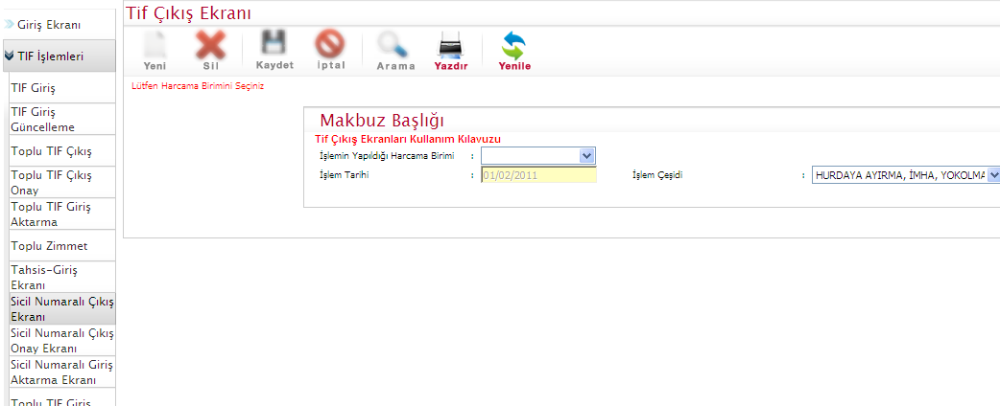 Giriş Ekranı
TIF İşlemleri
TIF Giriş
TIF Giriş
Güncelleme
Toplu TIF Çıkış
Toplu TIF Çıkış
Onay
Toplu TIF Giriş
Aktarma
Toplu Zimmet
Tahsis-Giriş
Ekranı
Sicil Numaralı Çıkış
Ekranı
Sicil Numaralı Çıkış
Onay Ekranı
Sicil Numaralı Giriş
Aktarma Ekranı
Toplu TIF Giriş
Tif Çıkış Ekranı
Yeni Sil Kaydet İptal Arama Yazdır Yenile
Lütfen Harcama Birimini Seçiniz
Makbuz Başlığı
Tif Çıkış Ekranları Kullanım Kılavuzu
İşlemin Yapıldığı Harcama Birimi :
İşlem Tarihi : 01/02/2011 İşlem Çeşidi : HURDAYA AYIRMA, İMHA, YOKOLMA